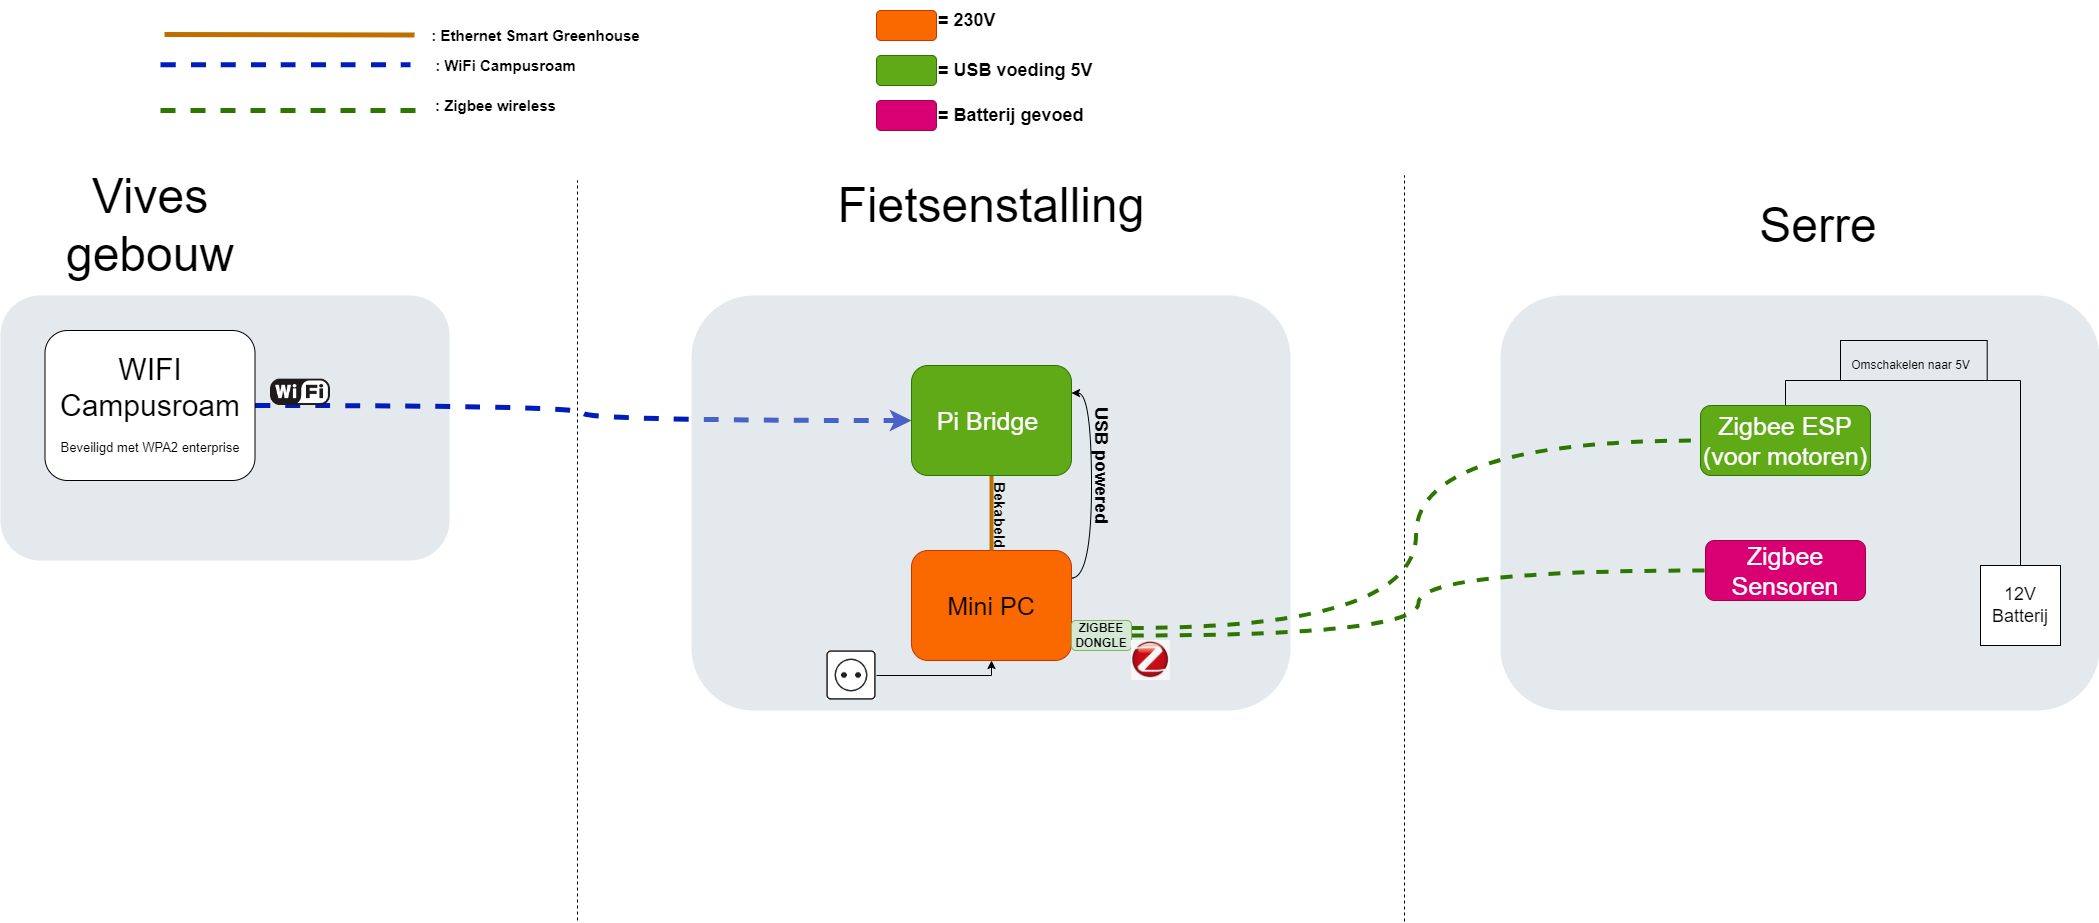 : Ethernet Smart Greenhouse
: WiFi Campusroam
: Zigbee wireless
= 230V
= USB voeding 5V
= Batterij gevoed
Vives
gebouw
Fietsenstalling
Serre
WIFI
Campusroam
Beveiligd met WPA2 enterprise
WiFi
Pi Bridge
USB powered
Bekabeld
Mini PC
ZIGBEE
DONGLE
Omschakelen naar 5V
Zigbee ESP
(voor motoren)
Zigbee
Sensoren
12V
Batterij